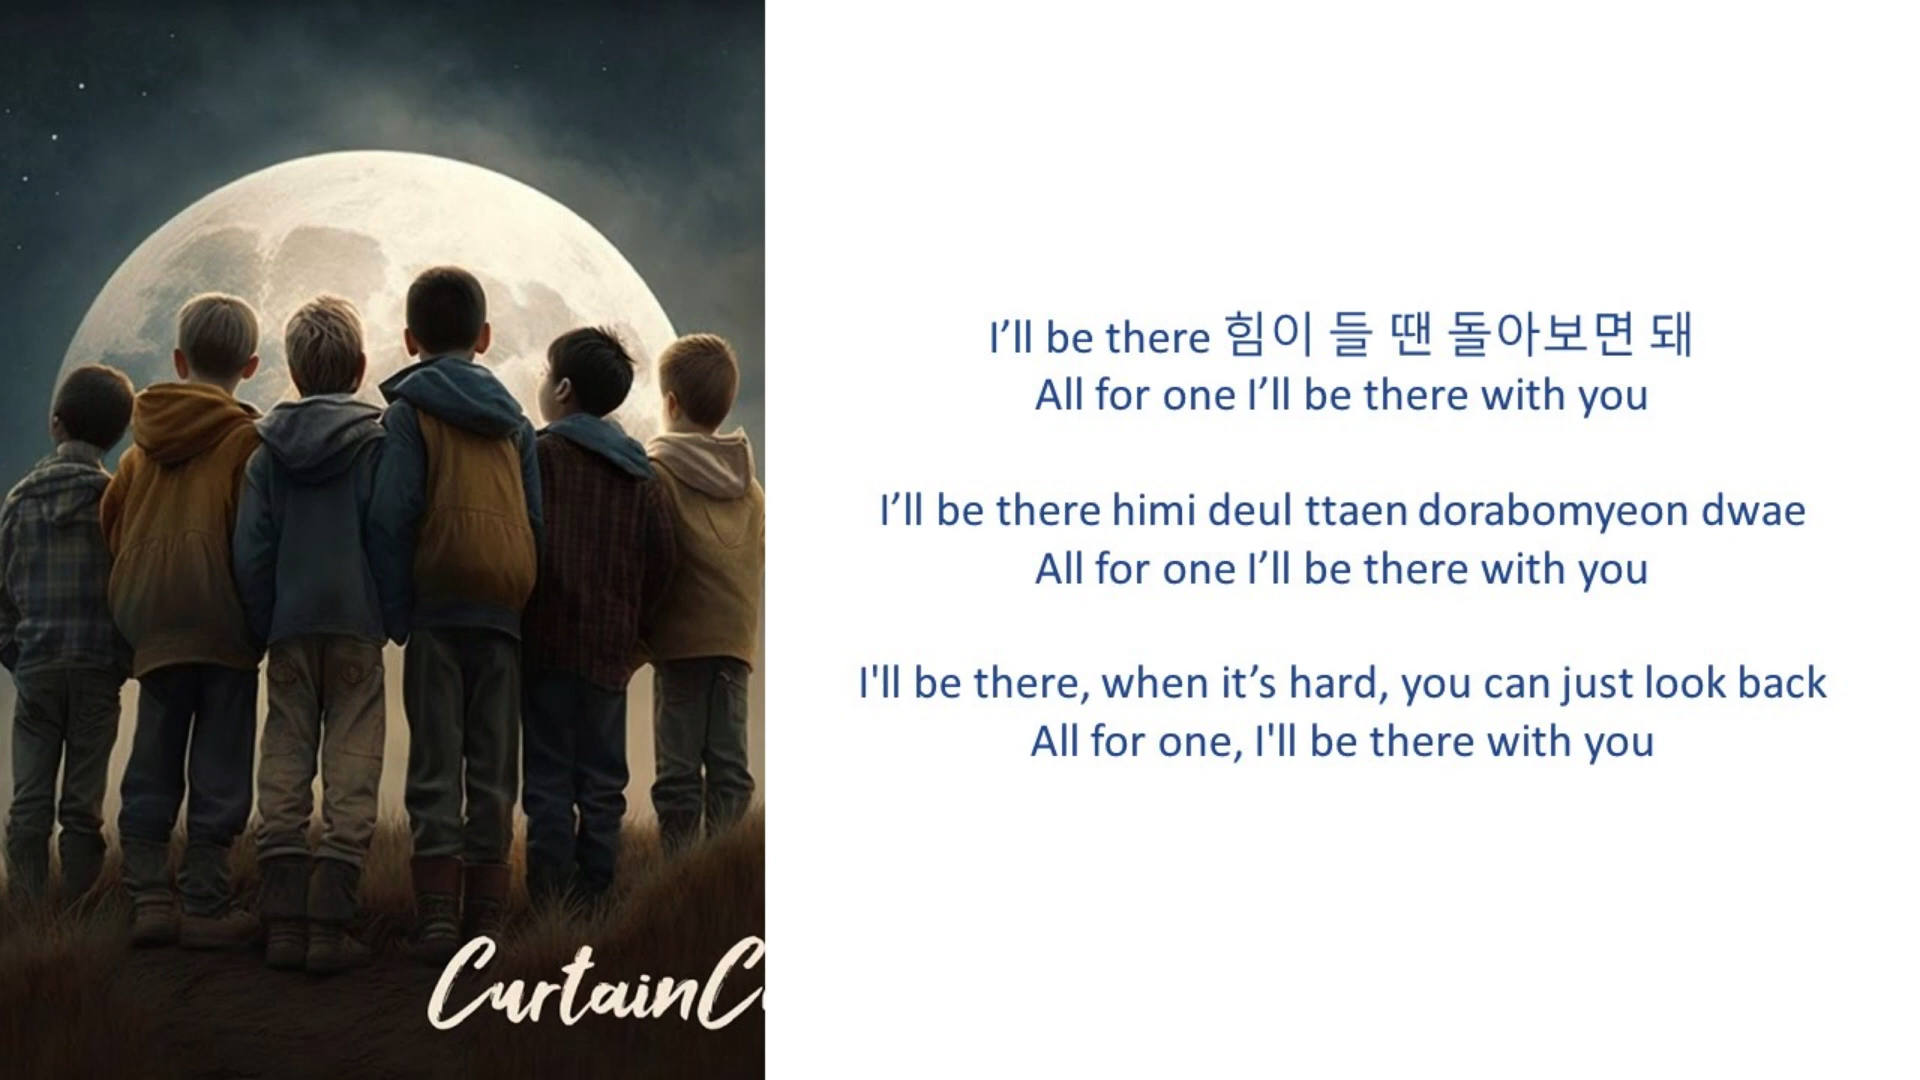 I’ll be there 힘이 들 땐 돌아보면 돼
All for one I’ll be there with you
I’ll be there himi deul ttaen dorabomyeon dwae
All for one I’ll be there with you
I'll be there, when it’s hard, you can just look back
All for one, I'll be there with you
CurtainC